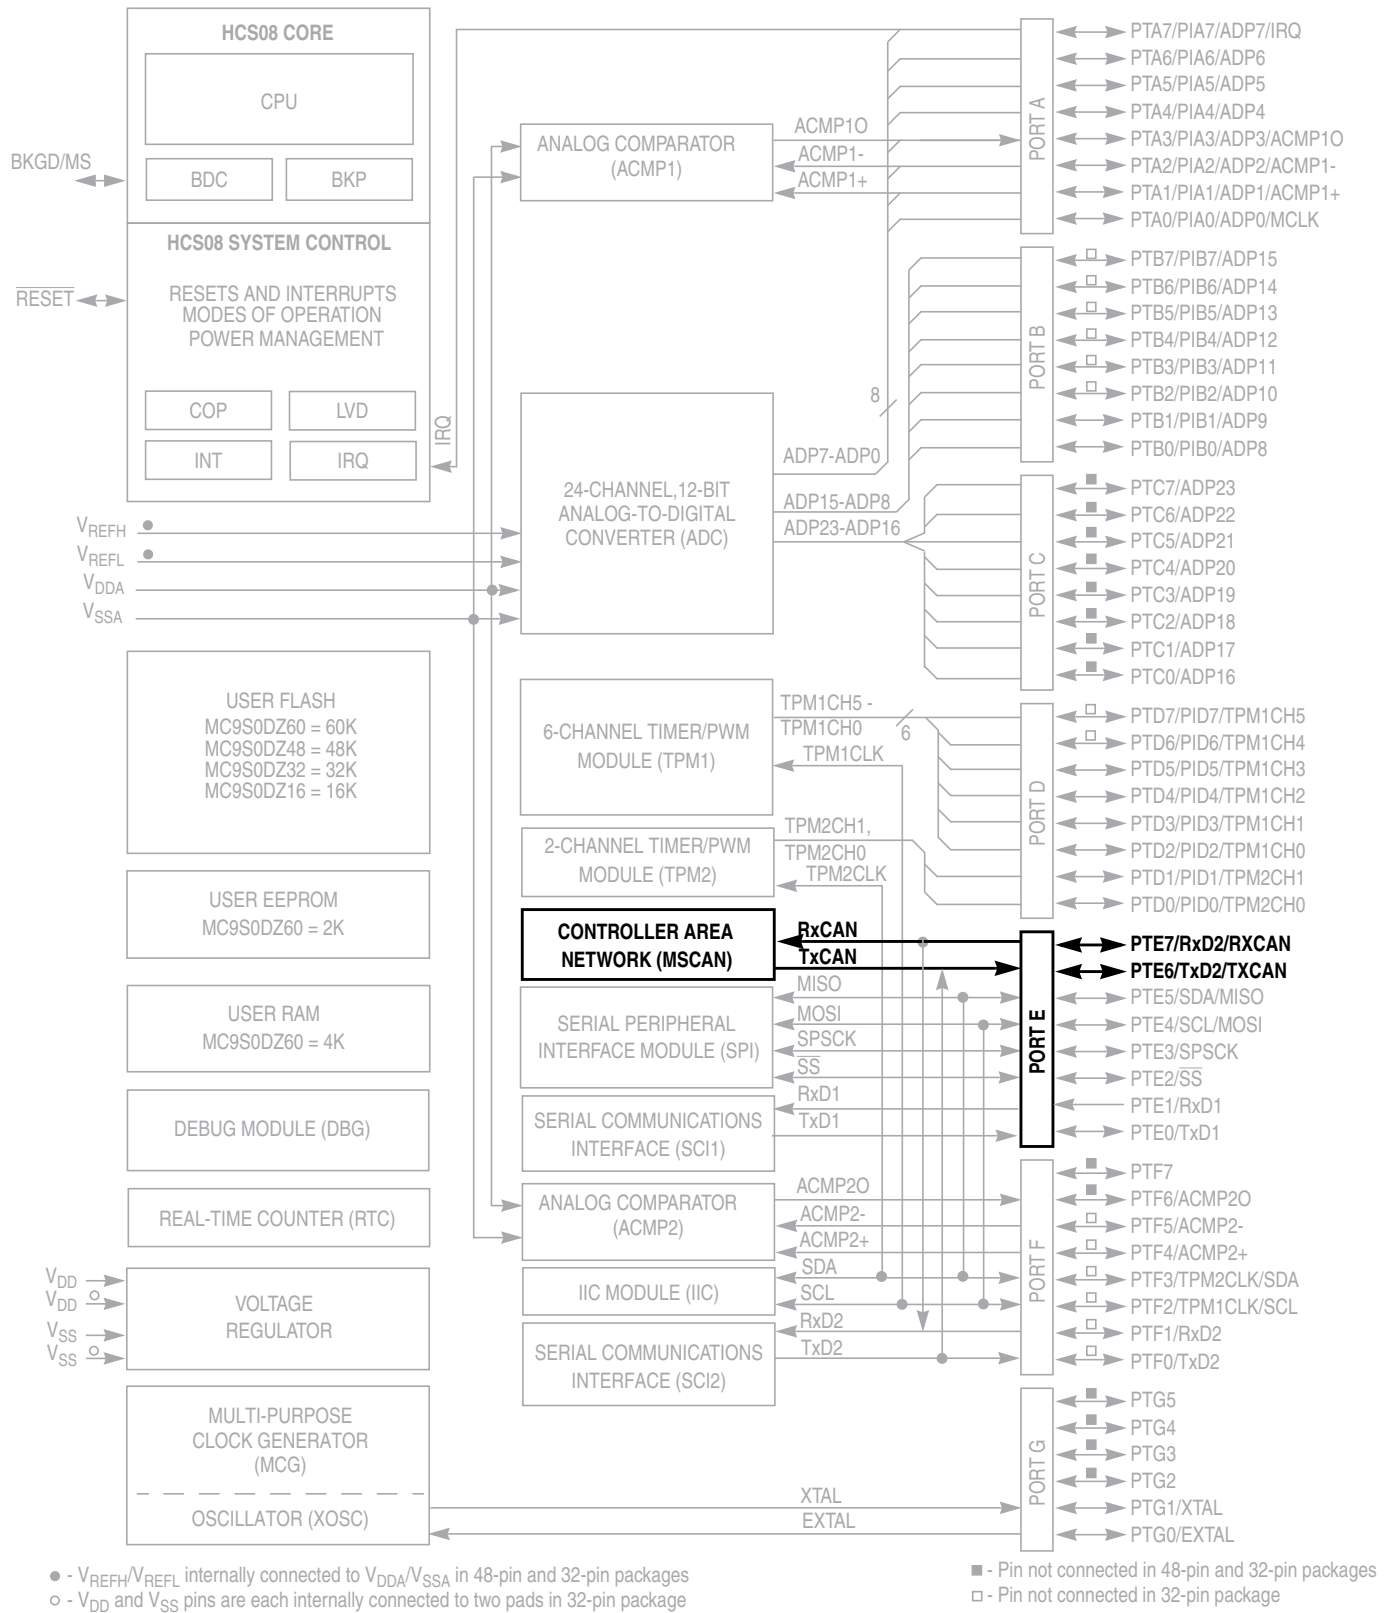 HCS08 CORE
CPU
BDC
BKP
BKGD/MS
HCS08 SYSTEM CONTROL
RESETS AND INTERRUPTS
MODES OF OPERATION
POWER MANAGEMENT
RESET
COP
LVD
INT
IRQ
IRQ
VREFH
VREFL
VDDA
VSSA
USER FLASH
MC9S0DZ60 = 60K
MC9S0DZ48 = 48K
MC9S0DZ32 = 32K
MC9S0DZ16 = 16K
USER EEPROM
MC9S0DZ60 = 2K
USER RAM
MC9S0DZ60 = 4K
DEBUG MODULE (DBG)
REAL-TIME COUNTER (RTC)
VDD
VDD
VSS
VSS
VOLTAGE
REGULATOR
MULTI-PURPOSE
CLOCK GENERATOR
(MCG)
OSCILLATOR (XOSC)
ANALOG COMPARATOR
(ACMP1)
ACMP1O
ACMP1-
ACMP1+
24-CHANNEL,12-BIT
ANALOG-TO-DIGITAL
CONVERTER (ADC)
8
ADP7-ADP0
ADP15-ADP8
ADP23-ADP16
6-CHANNEL TIMER/PWM
MODULE (TPM1)
TPM1CH5 -
TPM1CH0
6
TPM1CLK
2-CHANNEL TIMER/PWM
MODULE (TPM2)
TPM2CH1,
TPM2CH0
TPM2CLK
CONTROLLER AREA
NETWORK (MSCAN)
RxCAN
TxCAN
SERIAL PERIPHERAL
INTERFACE MODULE (SPI)
MISO
MOSI
SPSCK
SS
SERIAL COMMUNICATIONS
INTERFACE (SCI1)
RxD1
TxD1
ANALOG COMPARATOR
(ACMP2)
ACMP2O
ACMP2-
ACMP2+
IIC MODULE (IIC)
SDA
SCL
SERIAL COMMUNICATIONS
INTERFACE (SCI2)
RxD2
TxD2
XTAL
EXTAL
PORT A
PTA7/PIA7/ADP7/IRQ
PTA6/PIA6/ADP6
PTA5/PIA5/ADP5
PTA4/PIA4/ADP4
PTA3/PIA3/ADP3/ACMP1O
PTA2/PIA2/ADP2/ACMP1-
PTA1/PIA1/ADP1/ACMP1+
PTA0/PIA0/ADP0/MCLK
PORT B
PTB7/PIB7/ADP15
PTB6/PIB6/ADP14
PTB5/PIB5/ADP13
PTB4/PIB4/ADP12
PTB3/PIB3/ADP11
PTB2/PIB2/ADP10
PTB1/PIB1/ADP9
PTB0/PIB0/ADP8
PORT C
PTC7/ADP23
PTC6/ADP22
PTC5/ADP21
PTC4/ADP20
PTC3/ADP19
PTC2/ADP18
PTC1/ADP17
PTC0/ADP16
PORT D
PTD7/PID7/TPM1CH5
PTD6/PID6/TPM1CH4
PTD5/PID5/TPM1CH3
PTD4/PID4/TPM1CH2
PTD3/PID3/TPM1CH1
PTD2/PID2/TPM1CH0
PTD1/PID1/TPM2CH1
PTD0/PID0/TPM2CH0
PORT E
PTE7/RxD2/RXCAN
PTE6/TxD2/TXCAN
PTE5/SDA/MISO
PTE4/SCL/MOSI
PTE3/SPSCK
PTE2/SS
PTE1/RxD1
PTE0/TxD1
PORT F
PTF7
PTF6/ACMP2O
PTF5/ACMP2-
PTF4/ACMP2+
PTF3/TPM2CLK/SDA
PTF2/TPM1CLK/SCL
PTF1/RxD2
PTF0/TxD2
PORT G
PTG5
PTG4
PTG3
PTG2
PTG1/XTAL
PTG0/EXTAL
● - VREFH/VREFL internally connected to VDDA/VSSA in 48-pin and 32-pin packages
○ - VDD and VSS pins are each internally connected to two pads in 32-pin package
■ - Pin not connected in 48-pin and 32-pin packages
□ - Pin not connected in 32-pin package